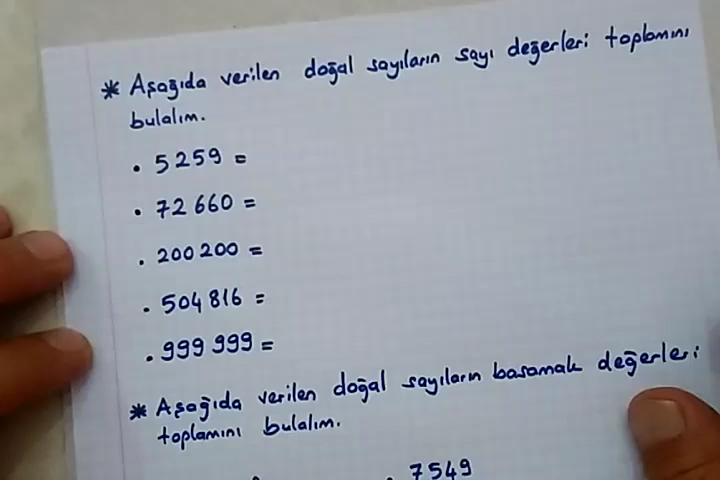 * Aşağıda verilen doğal sayıların sayı değerleri toplamını
bulalım.
. 5259 =
. 72 660 =
. 200 200 =
. 504 816 =
. 999 999 =
* Aşağıda verilen doğal sayıların basamak değerleri
toplamını bulalım.
. 7549